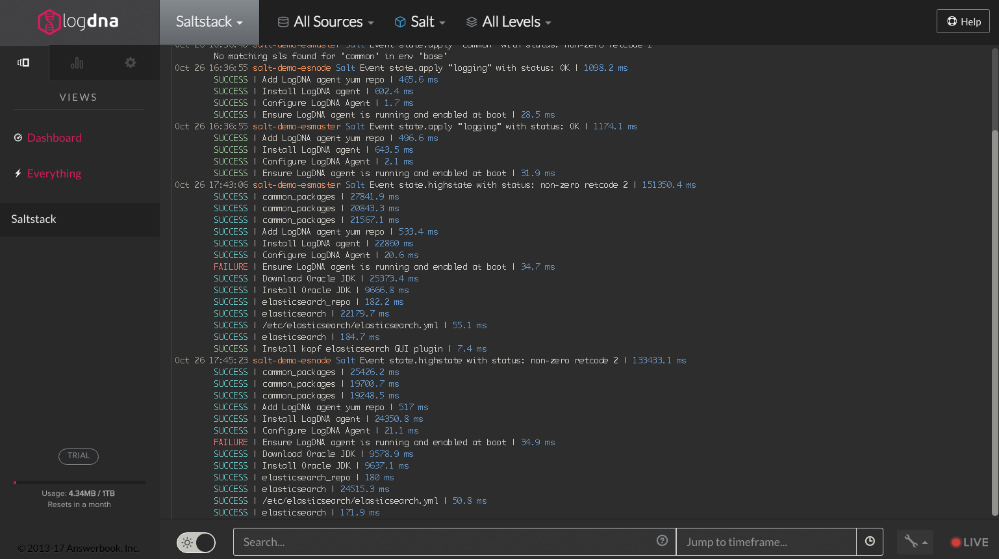 logdna
Saltstack
All Sources
Salt
All Levels
Help
VIEWS
Dashboard
Everything
Saltstack
TRIAL
Usage: 4.34MB / 1TB
Resets in a month
© 2013-17 Answerbook, Inc.
Oct 26 16:36:40 salt-demo-esmaster Salt Event state.apply "common" with status: non-zero retcode 1
No matching sls found for 'common' in env 'base'
Oct 26 16:36:55 salt-demo-esnode Salt Event state.apply "logging" with status: OK | 1098.2 ms
SUCCESS | Add LogDNA agent yum repo | 465.6 ms
SUCCESS | Install LogDNA agent | 602.4 ms
SUCCESS | Configure LogDNA Agent | 1.7 ms
SUCCESS | Ensure LogDNA agent is running and enabled at boot | 28.5 ms
Oct 26 16:36:55 salt-demo-esmaster Salt Event state.apply "logging" with status: OK | 1174.1 ms
SUCCESS | Add LogDNA agent yum repo | 496.6 ms
SUCCESS | Install LogDNA agent | 643.5 ms
SUCCESS | Configure LogDNA Agent | 2.1 ms
SUCCESS | Ensure LogDNA agent is running and enabled at boot | 31.9 ms
Oct 26 17:43:06 salt-demo-esmaster Salt Event state.highstate with status: non-zero retcode 2 | 151350.4 ms
SUCCESS | common_packages | 27841.9 ms
SUCCESS | common_packages | 20843.3 ms
SUCCESS | common_packages | 21567.1 ms
SUCCESS | Add LogDNA agent yum repo | 533.4 ms
SUCCESS | Install LogDNA agent | 22860 ms
SUCCESS | Configure LogDNA Agent | 20.6 ms
FAILURE | Ensure LogDNA agent is running and enabled at boot | 34.7 ms
SUCCESS | Download Oracle JDK | 25373.4 ms
SUCCESS | Install Oracle JDK | 9666.8 ms
SUCCESS | elasticsearch_repo | 182.2 ms
SUCCESS | elasticsearch | 22179.7 ms
SUCCESS | /etc/elasticsearch/elasticsearch.yml | 55.1 ms
SUCCESS | elasticsearch | 184.7 ms
SUCCESS | Install kopf elasticsearch GUI plugin | 7.4 ms
Oct 26 17:45:23 salt-demo-esnode Salt Event state.highstate with status: non-zero retcode 2 | 133433.1 ms
SUCCESS | common_packages | 25426.2 ms
SUCCESS | common_packages | 19700.7 ms
SUCCESS | common_packages | 19248.5 ms
SUCCESS | Add LogDNA agent yum repo | 517 ms
SUCCESS | Install LogDNA agent | 24350.8 ms
SUCCESS | Configure LogDNA Agent | 21.1 ms
FAILURE | Ensure LogDNA agent is running and enabled at boot | 34.9 ms
SUCCESS | Download Oracle JDK | 9578.9 ms
SUCCESS | Install Oracle JDK | 9637.1 ms
SUCCESS | elasticsearch_repo | 180 ms
SUCCESS | elasticsearch | 24515.3 ms
SUCCESS | /etc/elasticsearch/elasticsearch.yml | 50.8 ms
SUCCESS | elasticsearch | 171.9 ms
Search...
Jump to timeframe...
LIVE